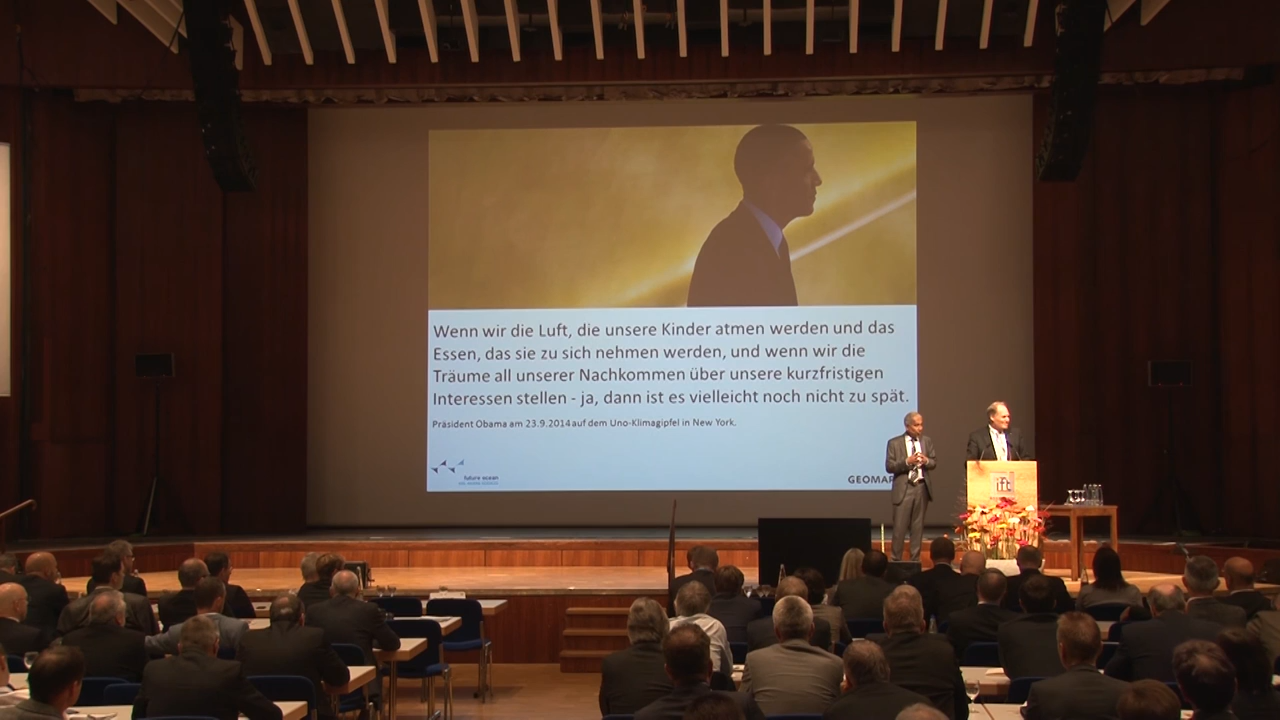 Wenn wir die Luft, die unsere Kinder atmen werden und das
Essen, das sie zu sich nehmen werden, und wenn wir die
Träume all unserer Nachkommen über unsere kurzfristigen
Interessen stellen - ja, dann ist es vielleicht noch nicht zu spät.
Präsident Obama am 23.9.2014 auf dem Uno-Klimagipfel in New York.
future ocean
GEOMAR
ift